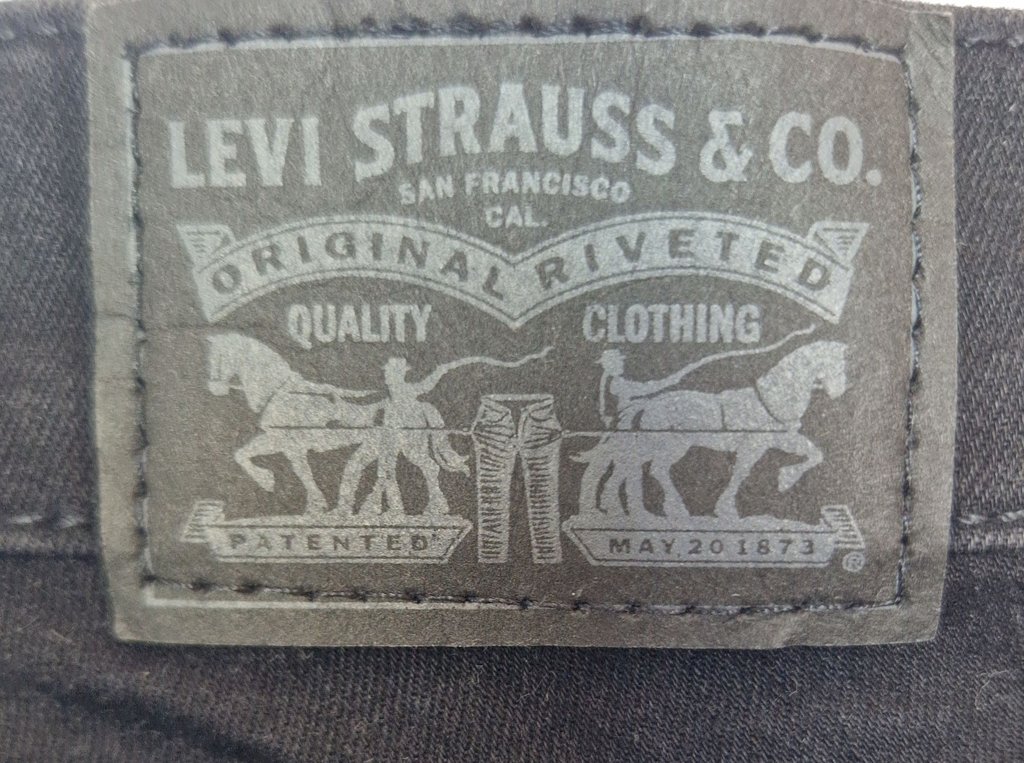 LEVI STRAUSS & CO.
SAN FRANCISCO
CAL.
ORIGINAL RIVETED
QUALITY CLOTHING
PATENTED
MAY, 20 1873
®